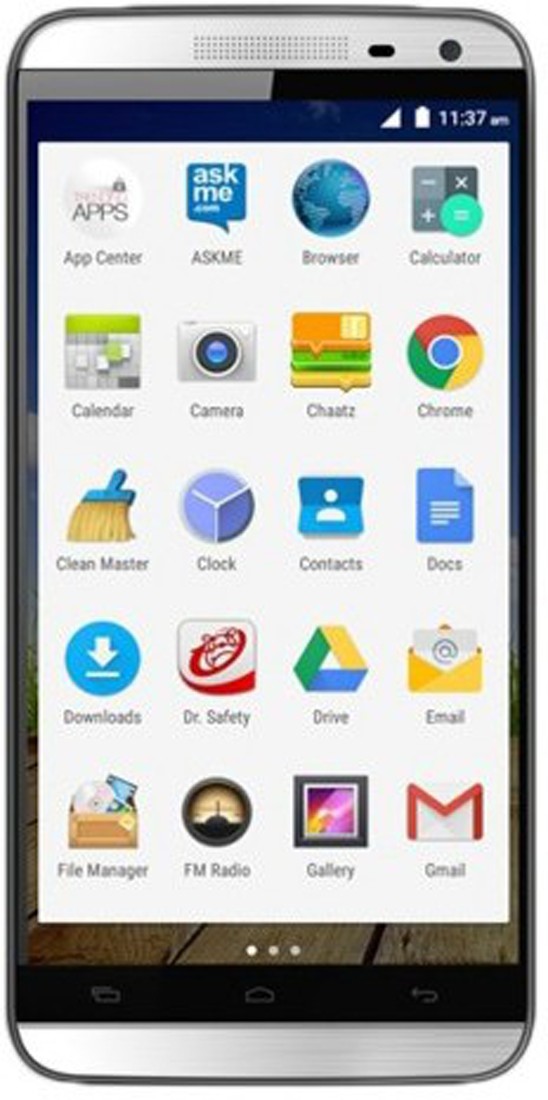 11:37 am
APPS
ask
me
.com
App Center
ASKME
Browser
Calculator
Calendar
Camera
Chaatz
Chrome
Clean Master
Clock
Contacts
Docs
Downloads
Dr. Safety
Drive
Email
File Manager
FM Radio
Gallery
Gmail